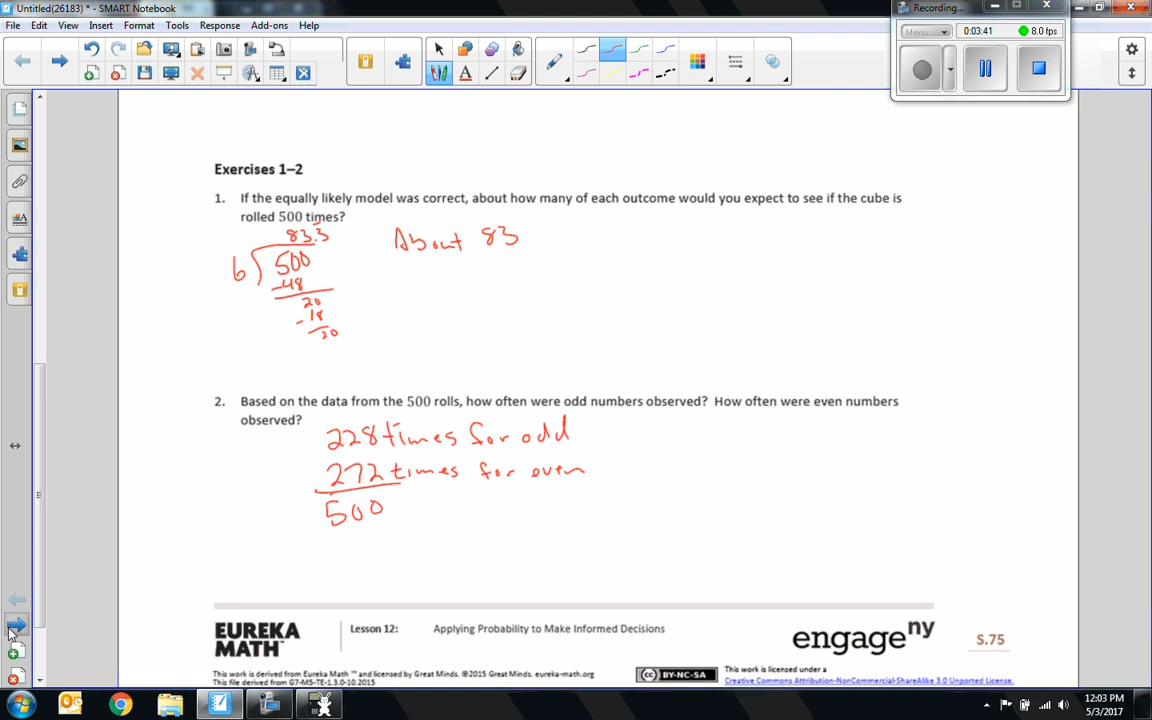 Untitled(26183) * - SMART Notebook
File Edit View Insert Format Tools Response Add-ons Help
Recording...
Menu
0:03:41
8.0 fps
Exercises 1–2
1. If the equally likely model was correct, about how many of each outcome would you expect to see if the cube is
rolled 500 times?
83.3
About 83
6 500
-48
20
-18
20
2. Based on the data from the 500 rolls, how often were odd numbers observed? How often were even numbers
observed?
228 times for odd
272 times for even
500
EUREKA
MATH™
Lesson 12: Applying Probability to Make Informed Decisions
engageny
S.75
This work is derived from Eureka Math ™ and licensed by Great Minds. ©2015 Great Minds. eureka-math.org
This file derived from G7-M5-TE-1.3.0-10.2015
(cc) BY-NC-SA
This work is licensed under a
Creative Commons Attribution-NonCommercial-ShareAlike 3.0 Unported License.
12:03 PM
5/3/2017